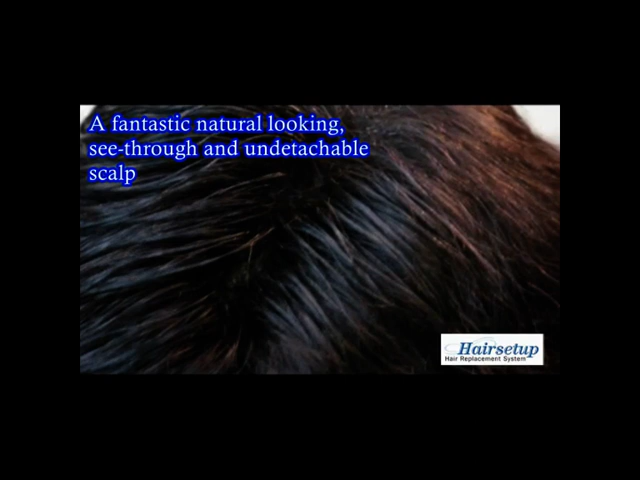 A fantastic natural looking,
see-through and undetachable
scalp
Hairsetup
Hair Replacement System